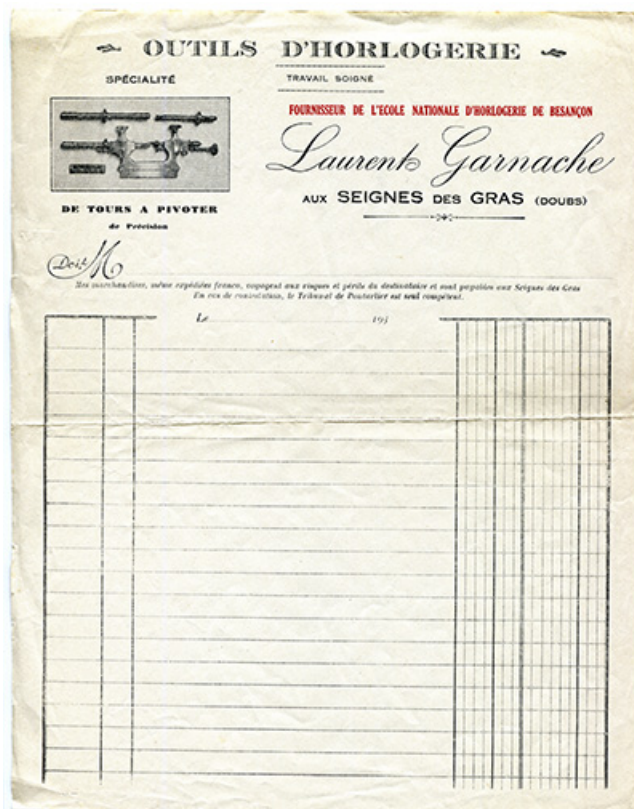 OUTILS D'HORLOGERIE
SPÉCIALITÉ
TRAVAIL SOIGNÉ
FOURNISSEUR DE L'ECOLE NATIONALE D'HORLOGERIE DE BESANÇON
Laurent Garnache
AUX SEIGNES DES GRAS (DOUBS)
DE TOURS A PIVOTER
de Précision
Doit M
Nos marchandises, même expédiées franco, voyagent aux risques et périls du destinataire et sont payables aux Seignes des Gras
En cas de contestation, le Tribunal de Pontarlier est seul compétent.
Le 193